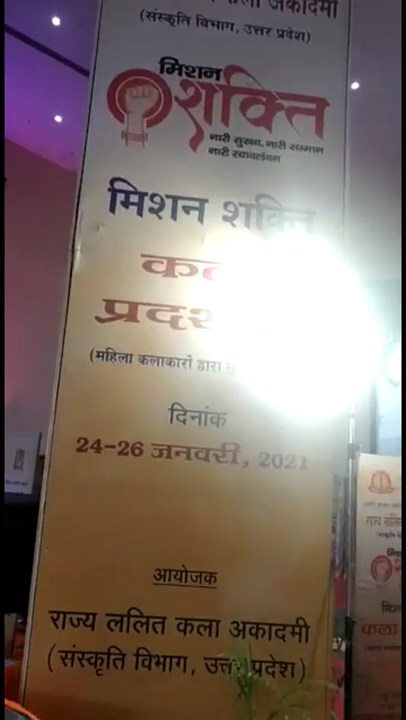 कला अकादमी
(संस्कृति विभाग, उत्तर प्रदेश)
मिशन
शक्ति
नारी सुरक्षा, नारी सम्मान
नारी स्वावलंबन
मिशन शक्ति
(महिला कलाकारों द्वारा
दिनांक
24-26 जनवरी, 2021
आयोजक
राज्य ललित कला अकादमी
(संस्कृति विभाग, उत्तर प्रदेश)